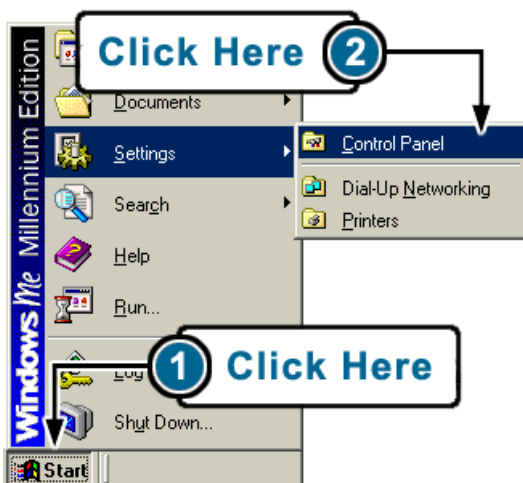 Click Here 2
Documents
Settings
Control Panel
Dial-Up Networking
Search
Printers
Help
Run...
1 Click Here
Log
Shut Down...
Start
Windows Me Millennium Edition